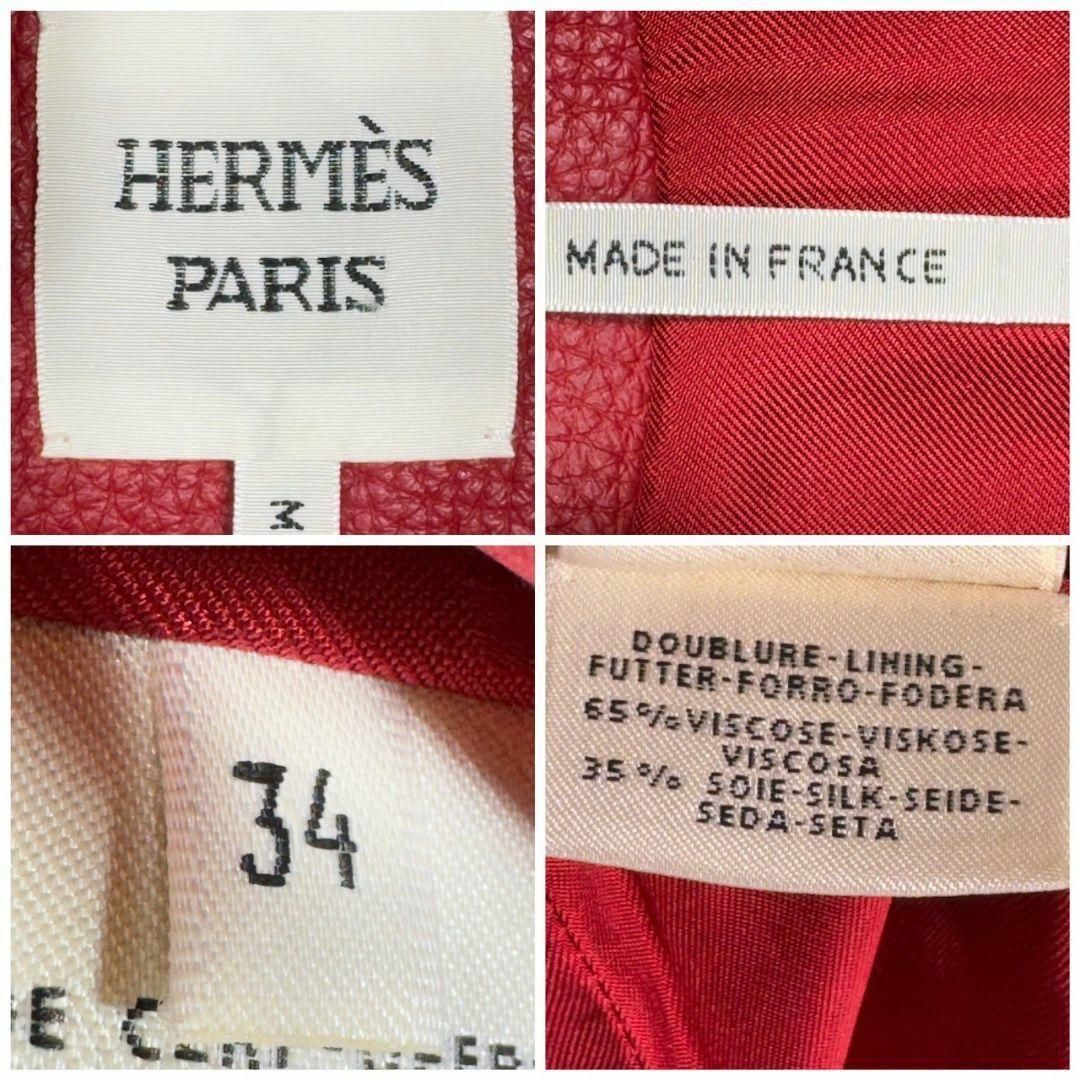 HERMÈS
PARIS
M
MADE IN FRANCE
34
DOUBLURE-LINING-
FUTTER-FORRO-FODERA
65% VISCOSE-VISKOSE-
VISCOSA
35% SOIE-SILK-SEIDE-
SEDA-SETA